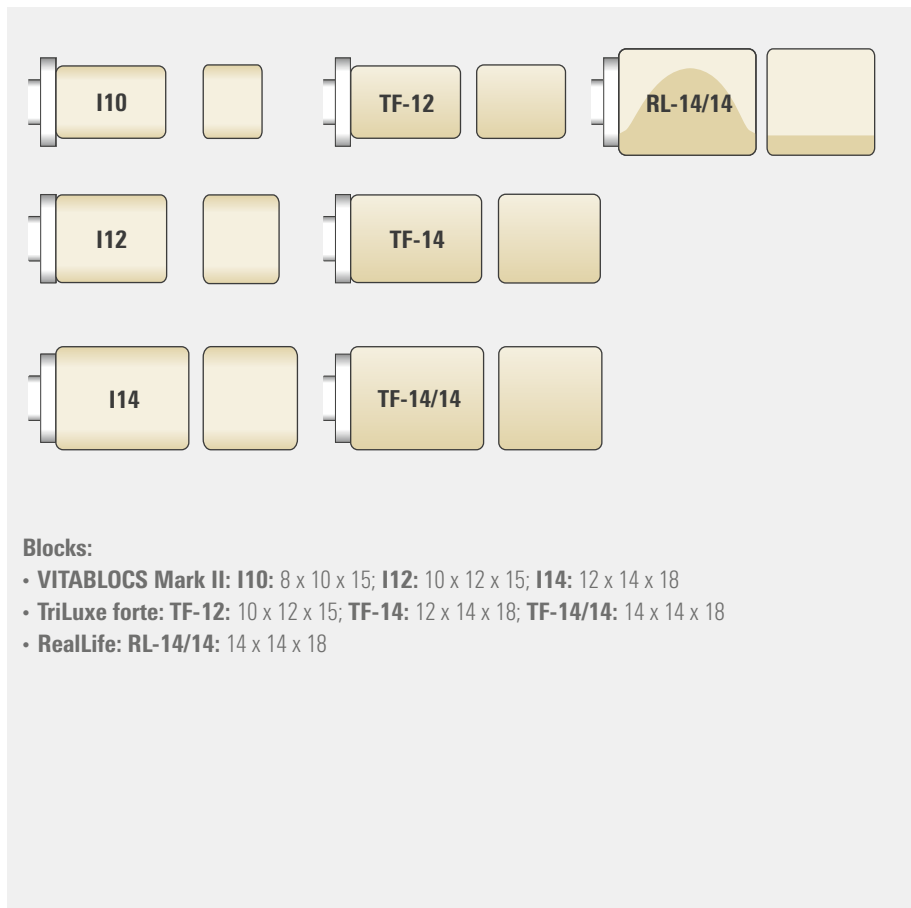 I10
TF-12
RL-14/14
I12
TF-14
I14
TF-14/14
Blocks:
• VITABLOCS Mark II: I10: 8 x 10 x 15; I12: 10 x 12 x 15; I14: 12 x 14 x 18
• TriLuxe forte: TF-12: 10 x 12 x 15; TF-14: 12 x 14 x 18; TF-14/14: 14 x 14 x 18
• RealLife: RL-14/14: 14 x 14 x 18